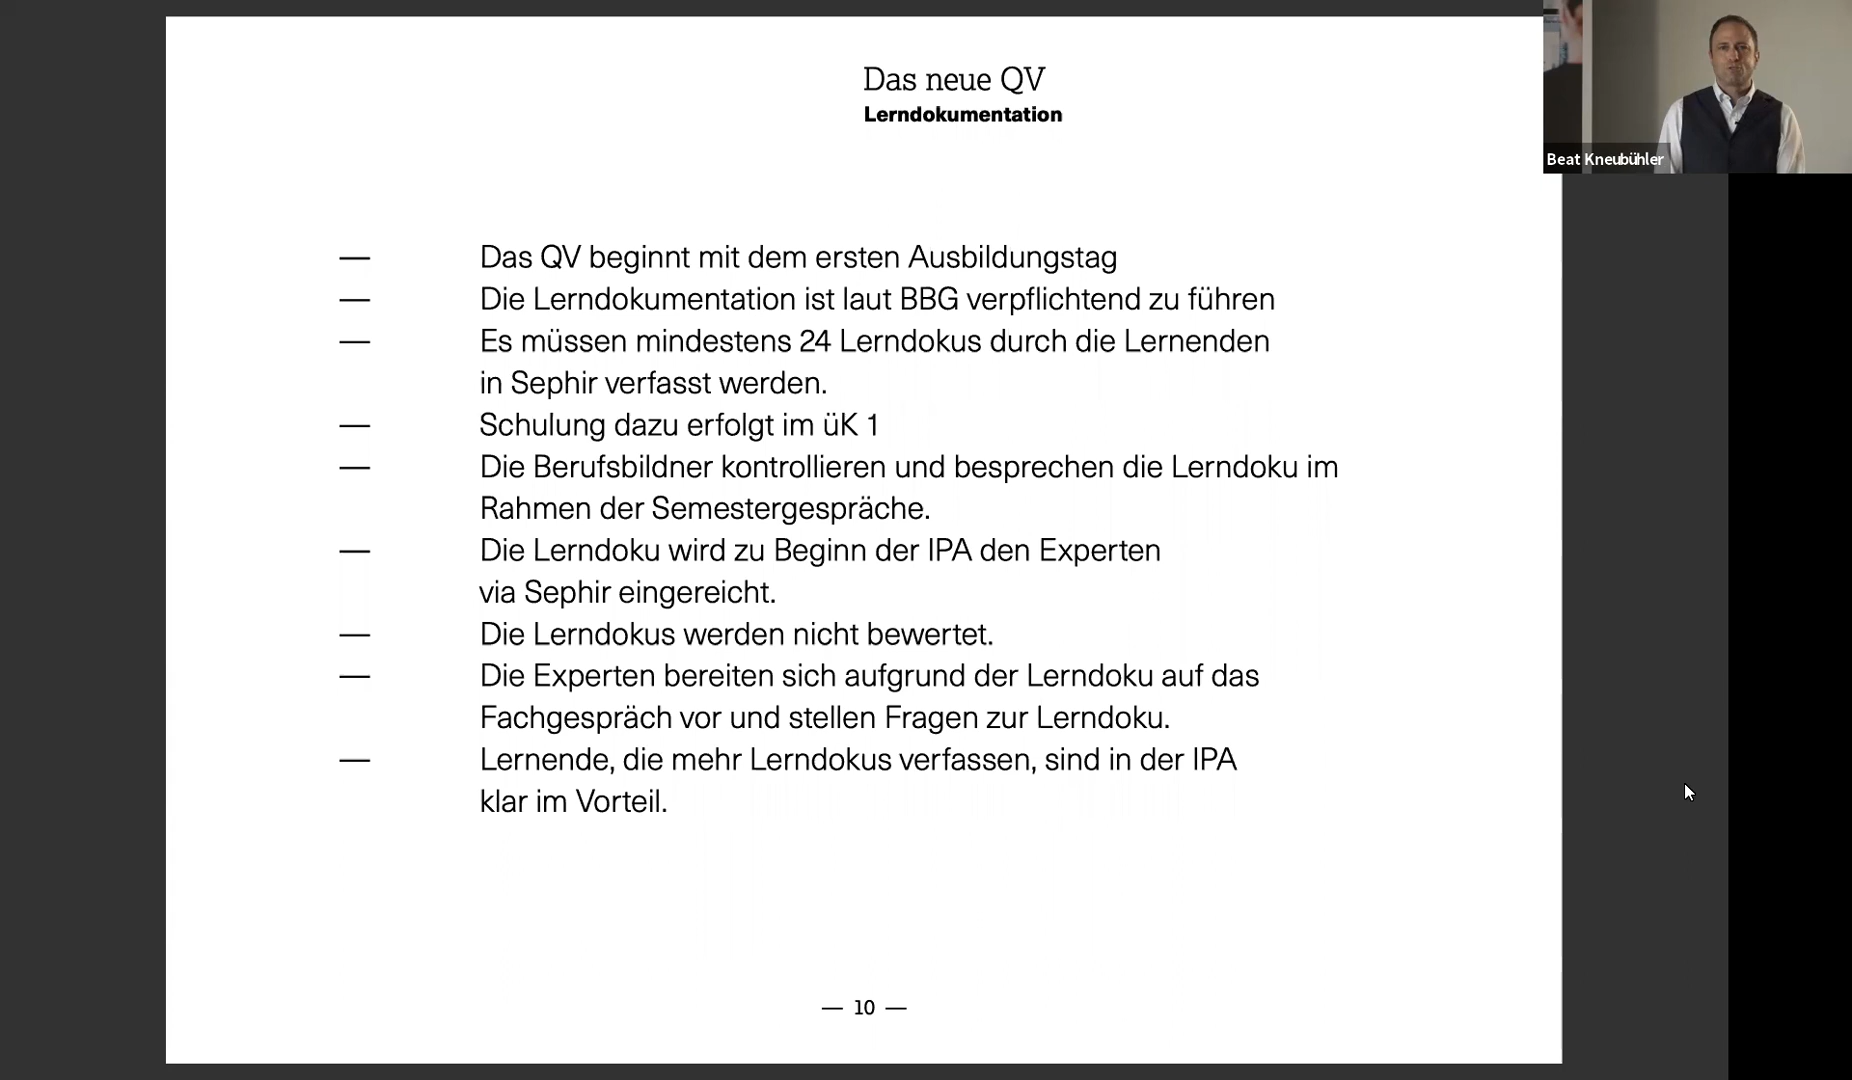 Das neue QV
Lerndokumentation
Beat Kneubühler
— Das QV beginnt mit dem ersten Ausbildungstag
— Die Lerndokumentation ist laut BBG verpflichtend zu führen
— Es müssen mindestens 24 Lerndokus durch die Lernenden
in Sephir verfasst werden.
— Schulung dazu erfolgt im üK 1
— Die Berufsbildner kontrollieren und besprechen die Lerndoku im
Rahmen der Semestergespräche.
— Die Lerndoku wird zu Beginn der IPA den Experten
via Sephir eingereicht.
— Die Lerndokus werden nicht bewertet.
— Die Experten bereiten sich aufgrund der Lerndoku auf das
Fachgespräch vor und stellen Fragen zur Lerndoku.
— Lernende, die mehr Lerndokus verfassen, sind in der IPA
klar im Vorteil.
— 10 —